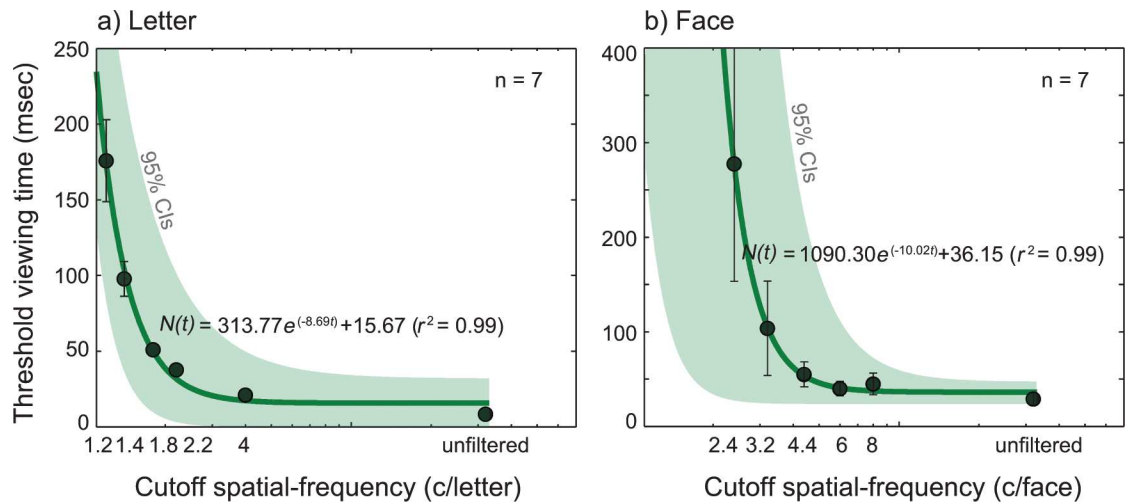 a) Letter
250
200
150
100
50
0
Threshold viewing time (msec)
n = 7
95% CIs
N(t) = 313.77e^(-8.69t)+15.67 (r² = 0.99)
1.2 1.4 1.8 2.2 4 unfiltered
Cutoff spatial-frequency (c/letter)
b) Face
400
300
200
100
0
n = 7
95% CIs
N(t) = 1090.30e^(-10.02t)+36.15 (r² = 0.99)
2.4 3.2 4.4 6 8 unfiltered
Cutoff spatial-frequency (c/face)